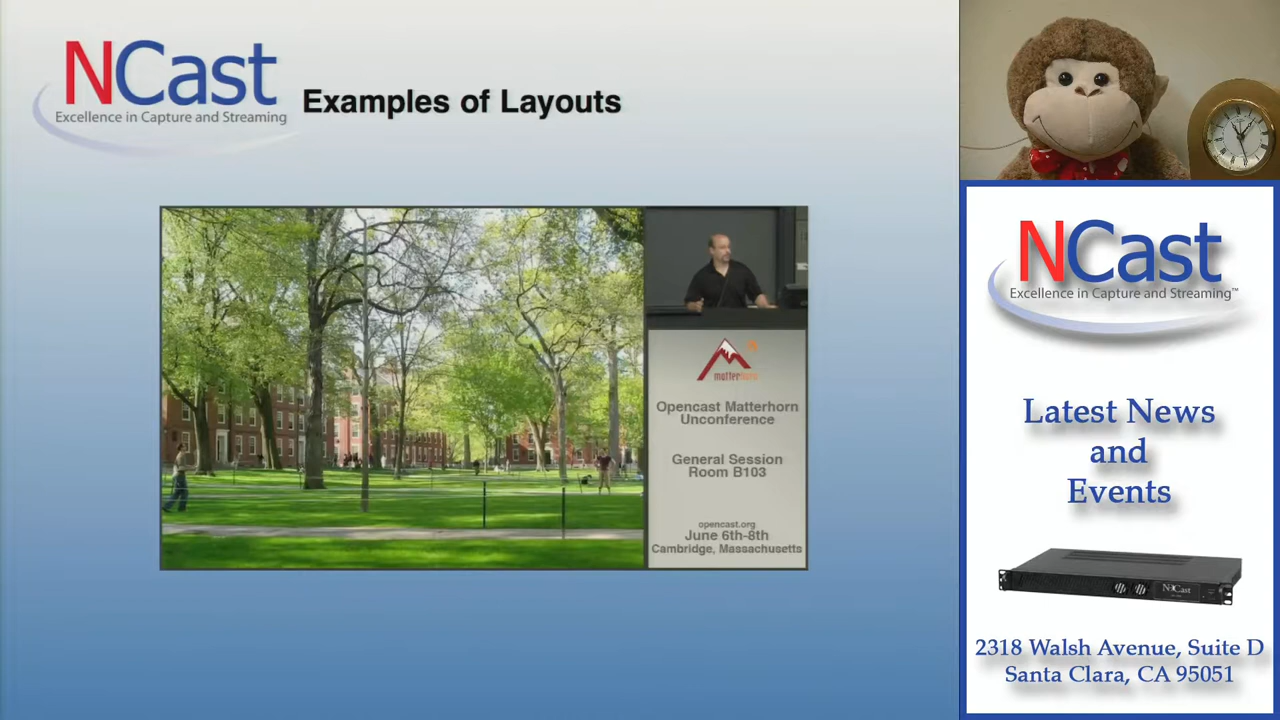 NCast
Excellence in Capture and Streaming
Examples of Layouts
matterhorn
Opencast Matterhorn
Unconference
General Session
Room B103
opencast.org
June 6th-8th
Cambridge, Massachusetts
NCast
Excellence in Capture and Streaming™
Latest News
and
Events
NCast
2318 Walsh Avenue, Suite D
Santa Clara, CA 95051